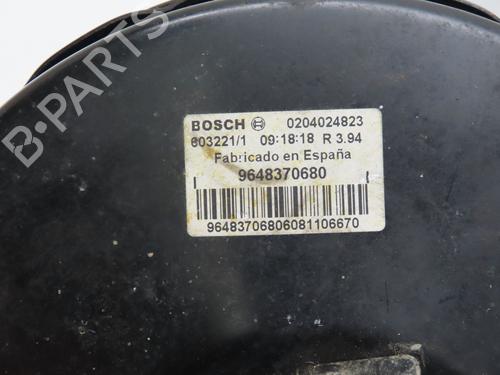 B-PARTS
BOSCH 0204024823
603221/1 09:18:18 R 3.94
Fabricado en España
9648370680
96483706806081106670